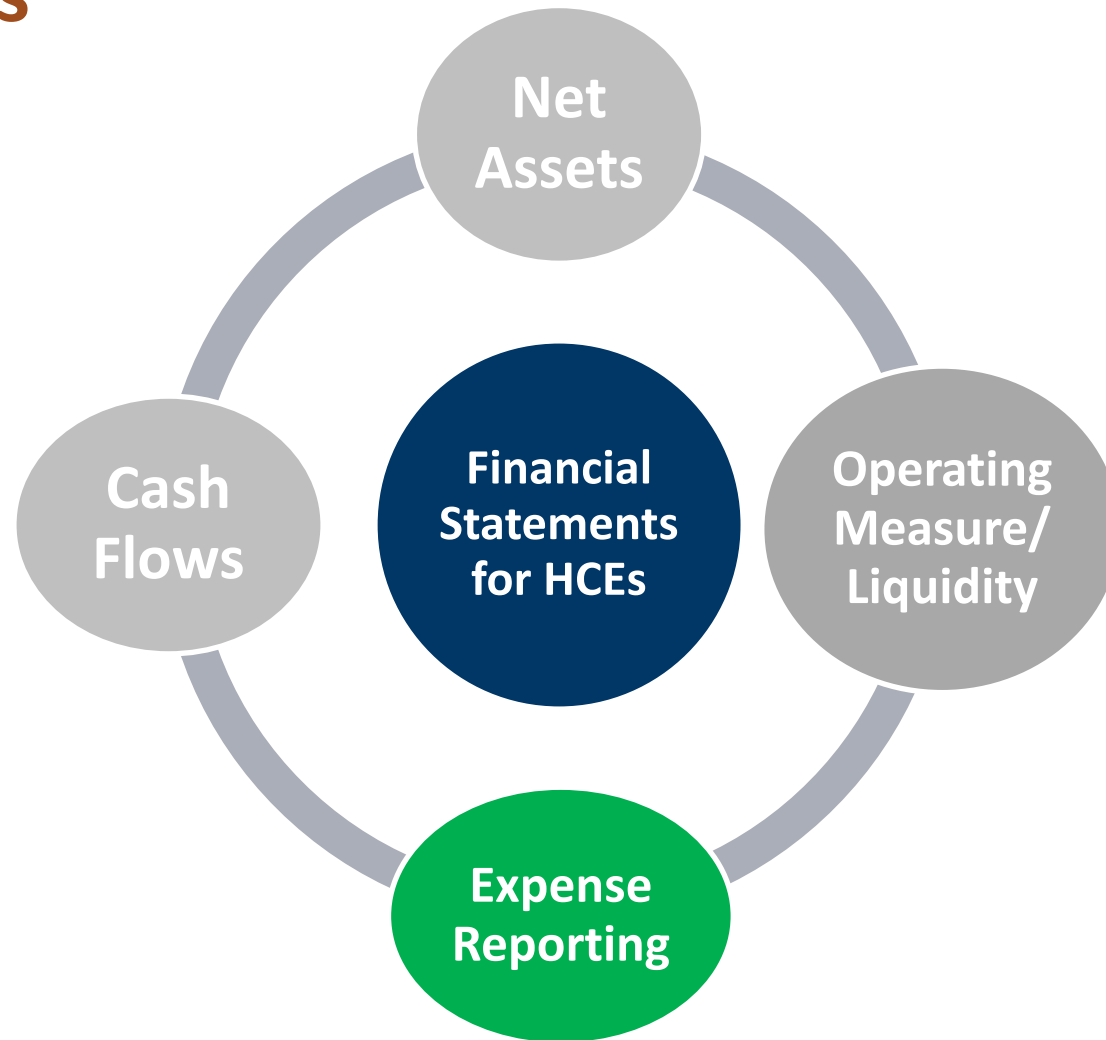 s
Net
Assets
Cash
Flows
Financial
Statements
for HCEs
Operating
Measure/
Liquidity
Expense
Reporting